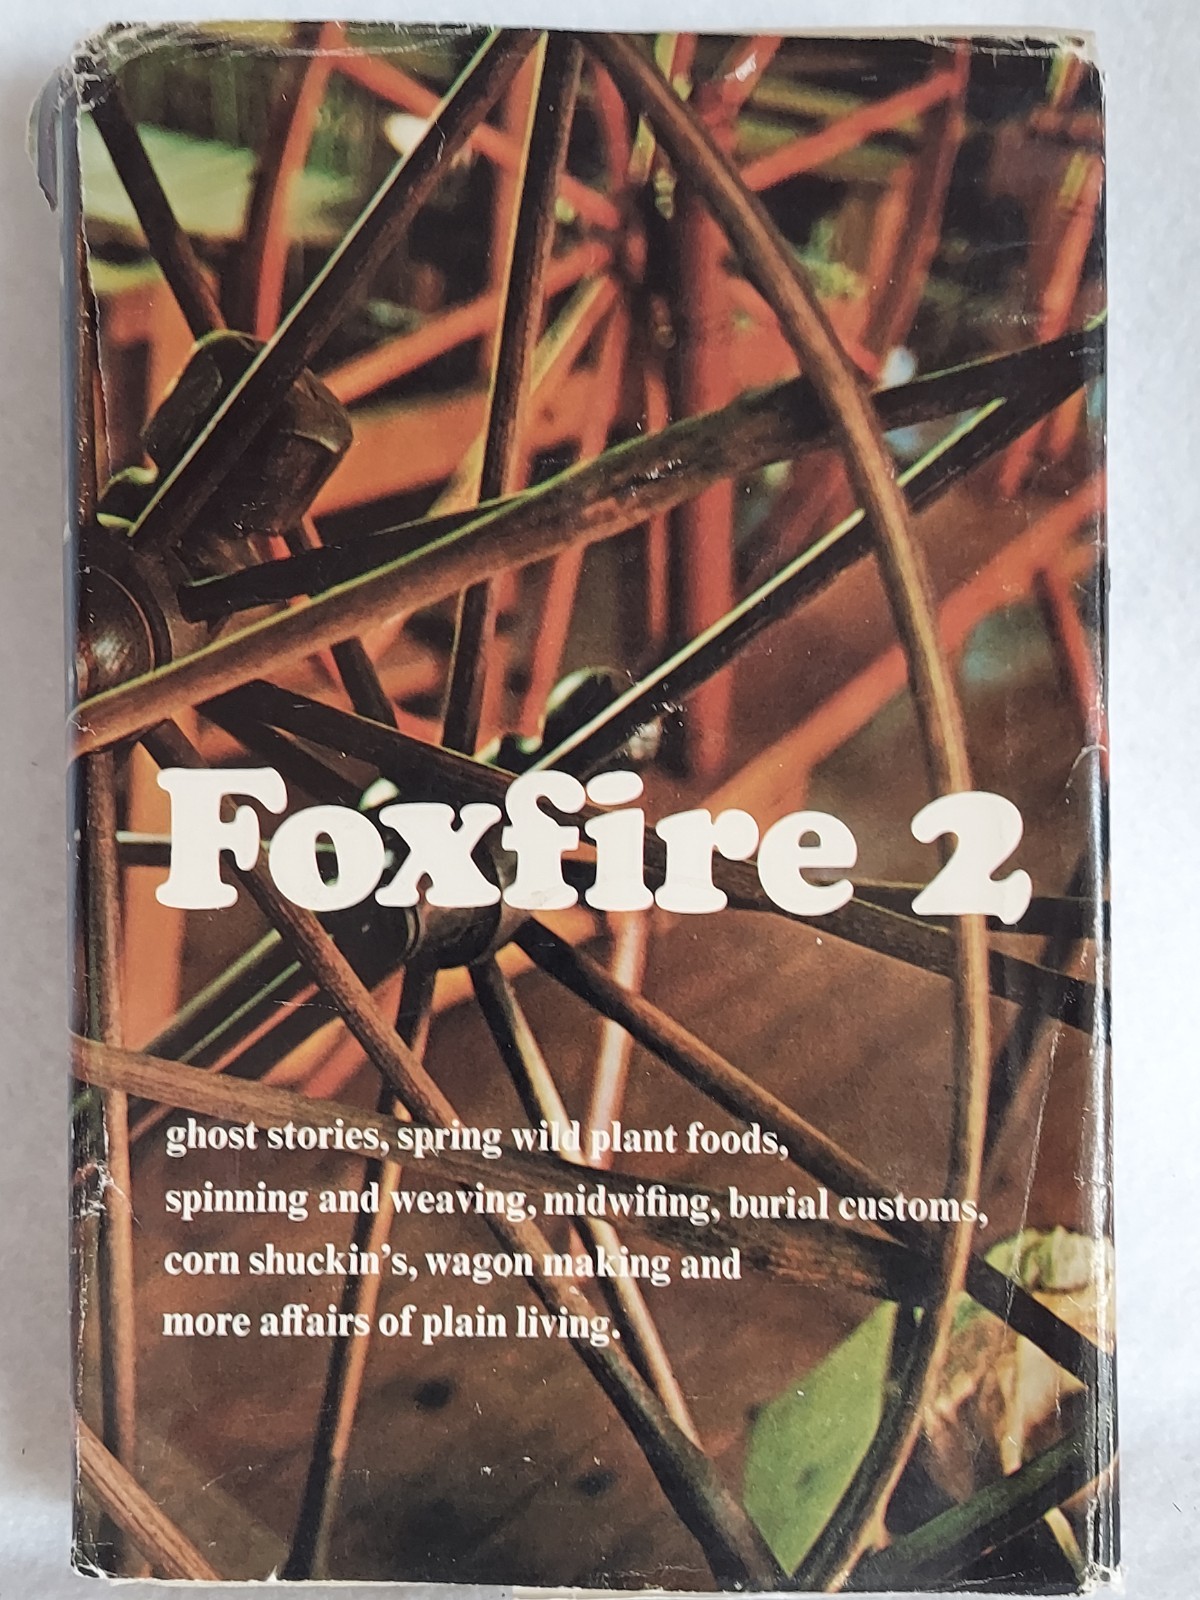 Foxfire 2
ghost stories, spring wild plant foods,
spinning and weaving, midwifing, burial customs,
corn shuckin’s, wagon making and
more affairs of plain living.